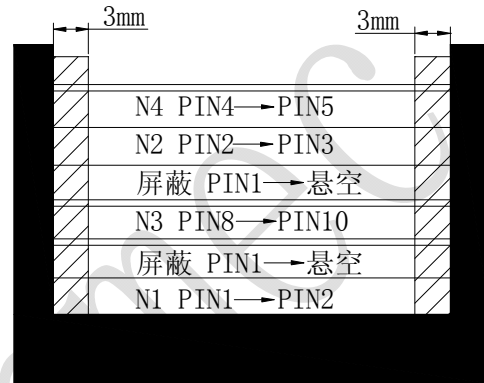 3mm 3mm
N4 PIN4→PIN5
N2 PIN2→PIN3
屏蔽 PIN1→悬空
N3 PIN8→PIN10
屏蔽 PIN1→悬空
N1 PIN1→PIN2